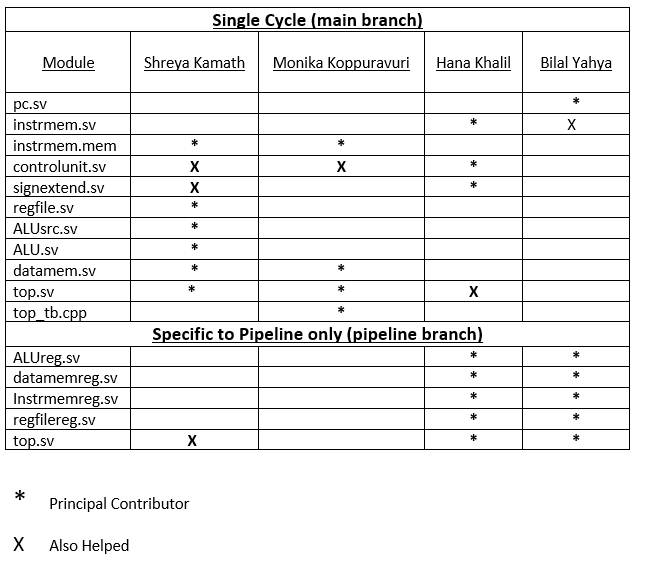 Single Cycle (main branch)
Module Shreya Kamath Monika Koppuravuri Hana Khalil Bilal Yahya
pc.sv *
instrmem.sv * X
instrmem.mem * *
controlunit.sv X X *
signextend.sv X *
regfile.sv *
ALUsrc.sv *
ALU.sv *
datamem.sv * *
top.sv * * X
top_tb.cpp *
Specific to Pipeline only (pipeline branch)
ALUreg.sv * *
datamemreg.sv * *
Instrmemreg.sv * *
regfilereg.sv * *
top.sv X * *
* Principal Contributor
X Also Helped